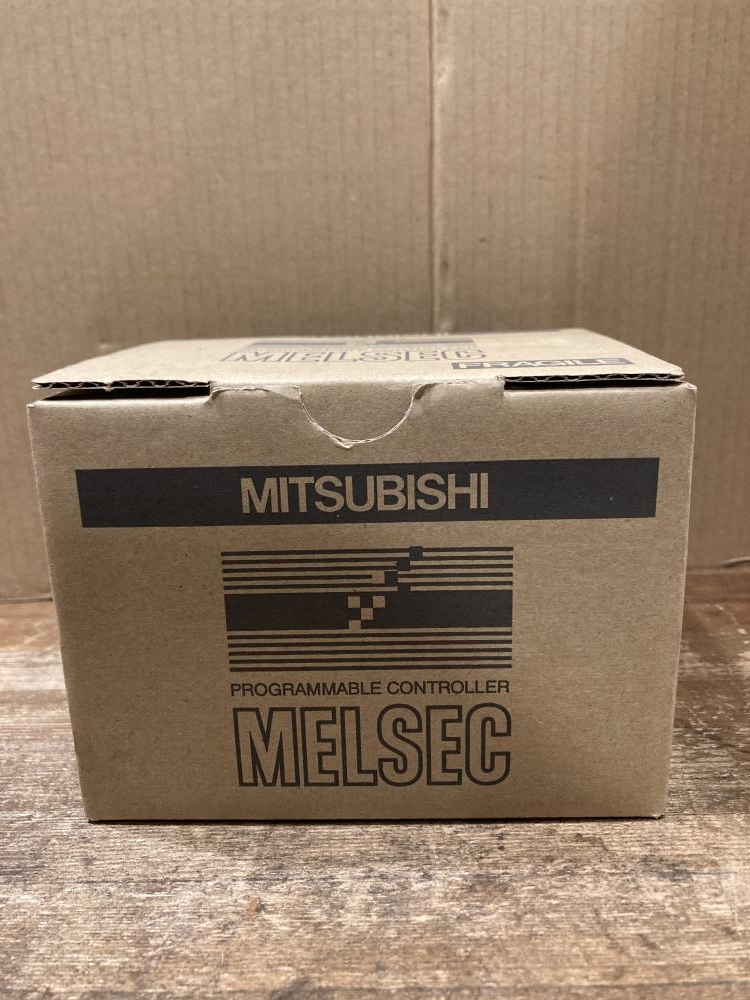 MELSEC
FRAGILE
MITSUBISHI
PROGRAMMABLE CONTROLLER
MELSEC